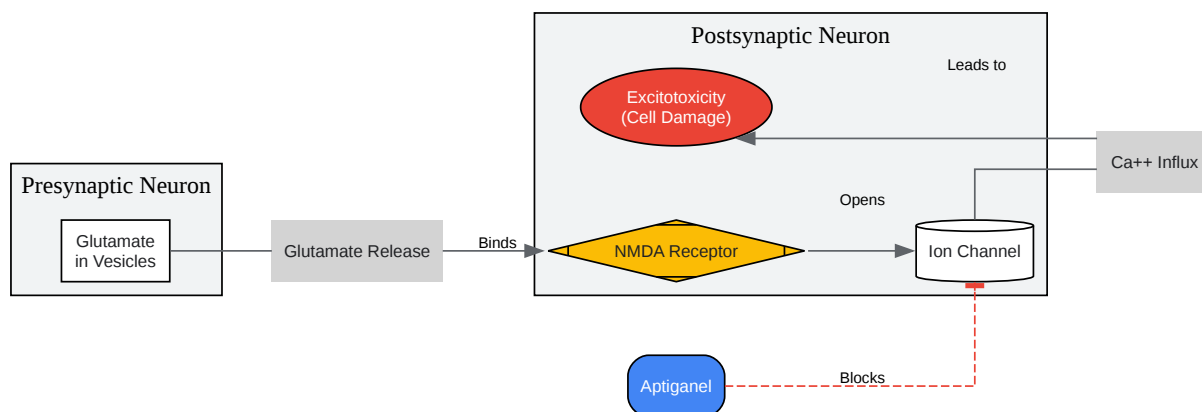 Postsynaptic Neuron
Leads to
Excitotoxicity
(Cell Damage)
Ca++ Influx
Presynaptic Neuron
Opens
Glutamate
in Vesicles
Glutamate Release
Binds
NMDA Receptor
Ion Channel
Aptiganel
Blocks